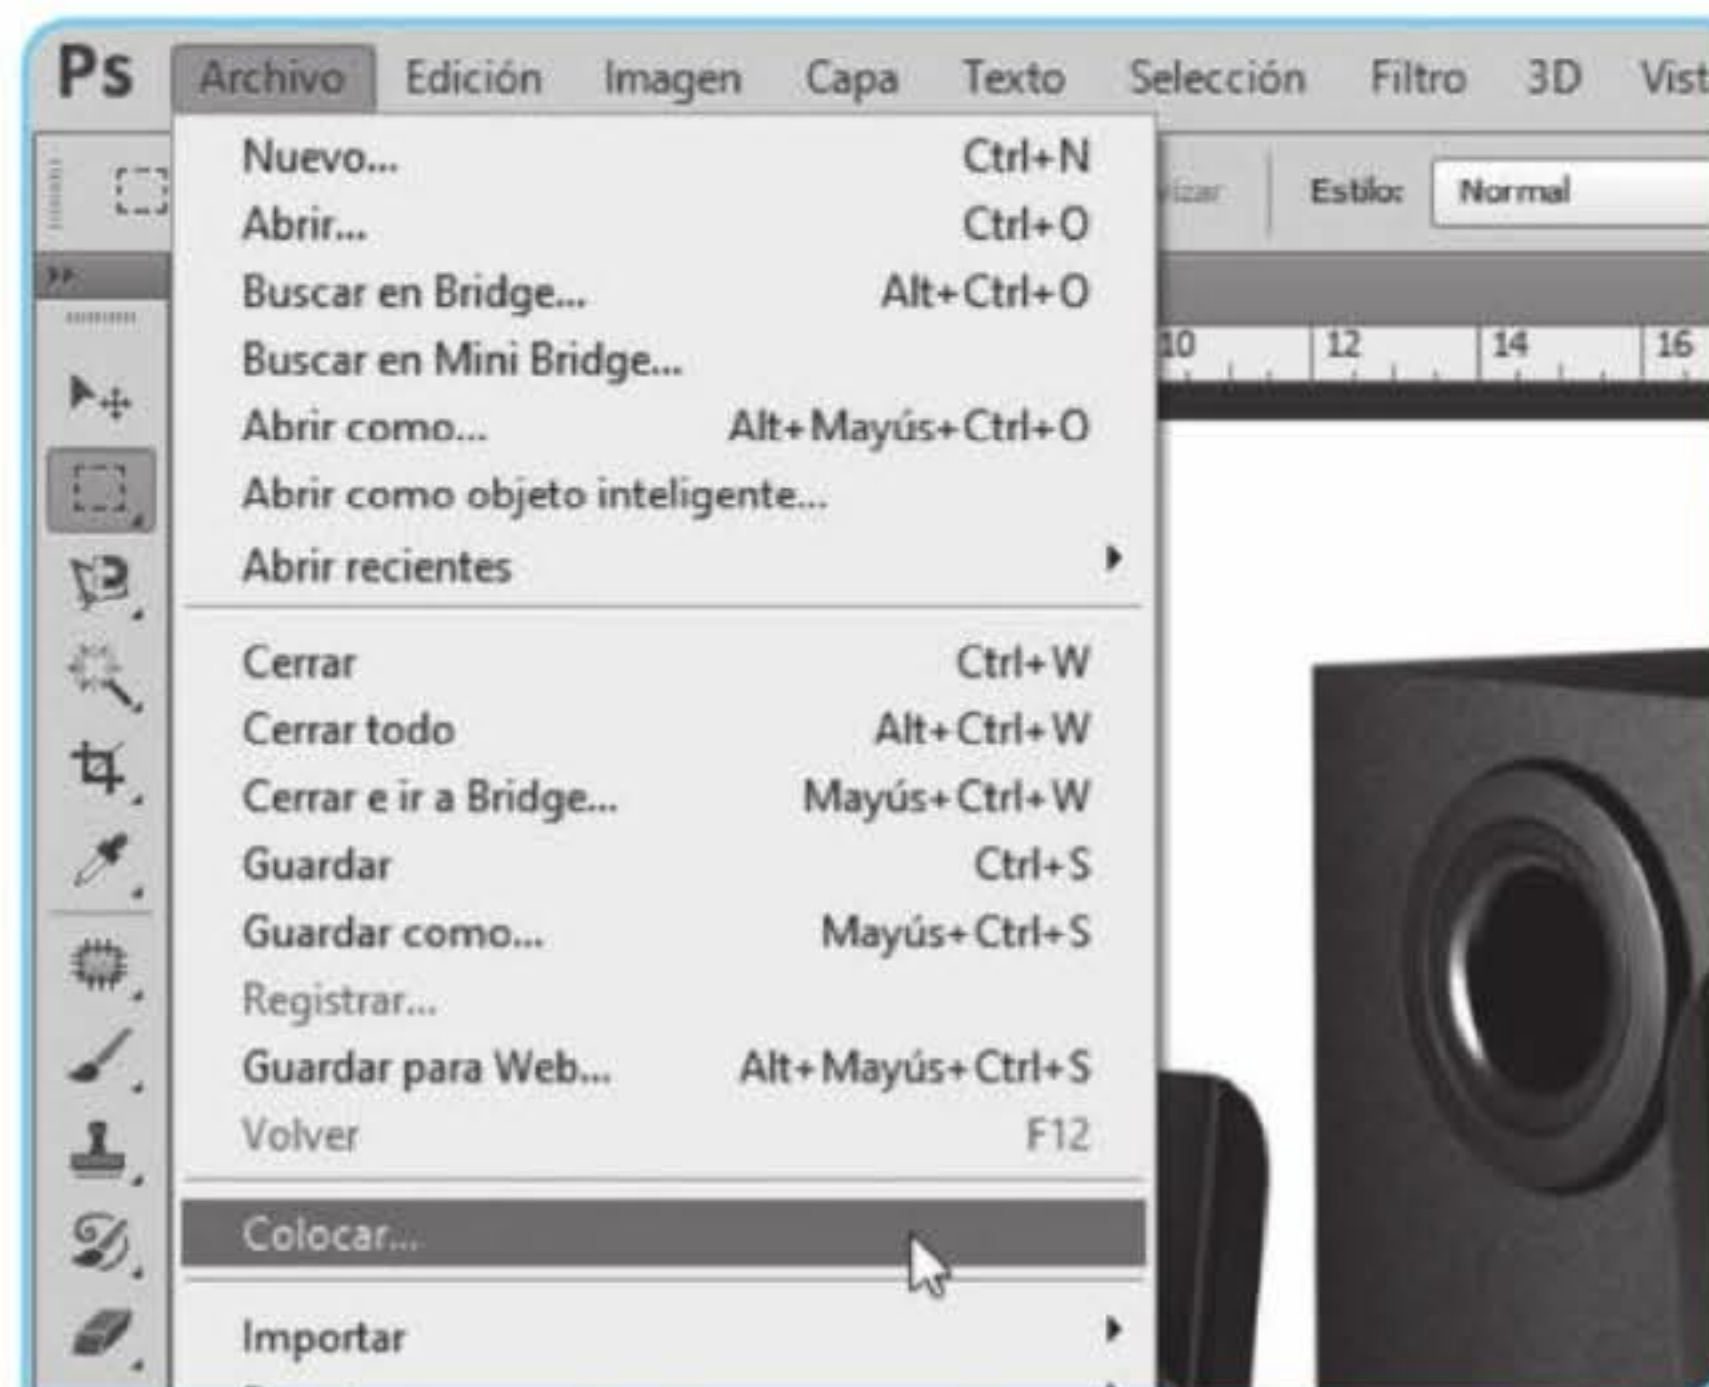 Ps Archivo Edición Imagen Capa Texto Selección Filtro 3D Vist
Estilo: Normal
10 12 14 16
Nuevo... Ctrl+N
Abrir... Ctrl+O
Buscar en Bridge... Alt+Ctrl+O
Buscar en Mini Bridge...
Abrir como... Alt+Mayús+Ctrl+O
Abrir como objeto inteligente...
Abrir recientes
Cerrar Ctrl+W
Cerrar todo Alt+Ctrl+W
Cerrar e ir a Bridge... Mayús+Ctrl+W
Guardar Ctrl+S
Guardar como... Mayús+Ctrl+S
Registrar...
Guardar para Web... Alt+Mayús+Ctrl+S
Volver F12
Colocar...
Importar